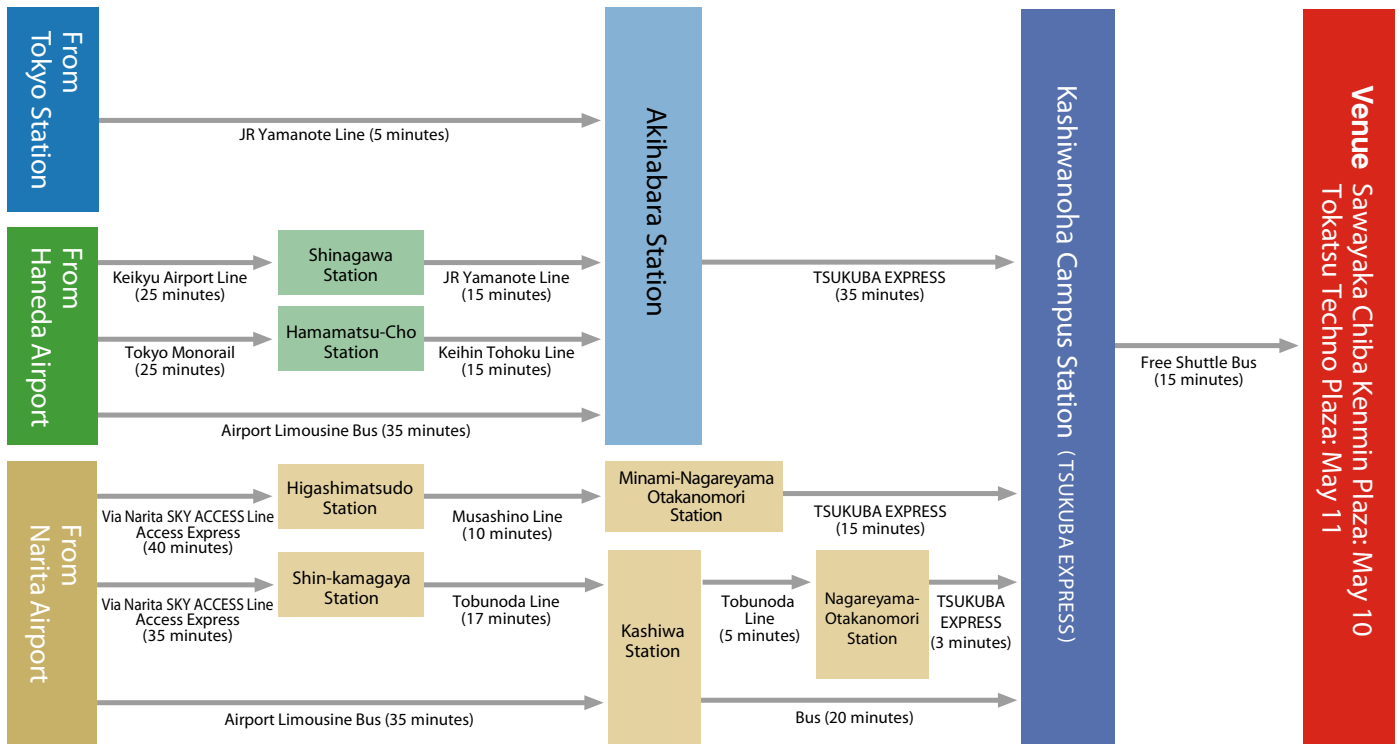 From
Tokyo Station
JR Yamanote Line (5 minutes)
From
Haneda Airport
Keikyu Airport Line
(25 minutes)
Shinagawa
Station
JR Yamanote Line
(15 minutes)
Tokyo Monorail
(25 minutes)
Hamamatsu-Cho
Station
Keihin Tohoku Line
(15 minutes)
Airport Limousine Bus (35 minutes)
Akihabara Station
TSUKUBA EXPRESS
(35 minutes)
From
Narita Airport
Via Narita SKY ACCESS Line
Access Express
(40 minutes)
Higashimatsudo
Station
Musashino Line
(10 minutes)
Minami-Nagareyama
Otakanomori
Station
TSUKUBA EXPRESS
(15 minutes)
Via Narita SKY ACCESS Line
Access Express
(35 minutes)
Shin-kamagaya
Station
Tobunoda Line
(17 minutes)
Kashiwa
Station
Tobunoda
Line
(5 minutes)
Nagareyama-
Otakanomori
Station
TSUKUBA
EXPRESS
(3 minutes)
Airport Limousine Bus (35 minutes)
Bus (20 minutes)
Kashiwanoha Campus Station (TSUKUBA EXPRESS)
Free Shuttle Bus
(15 minutes)
Venue Sawayaka Chiba Kenmin Plaza: May 10
Tokatsu Techno Plaza: May 11